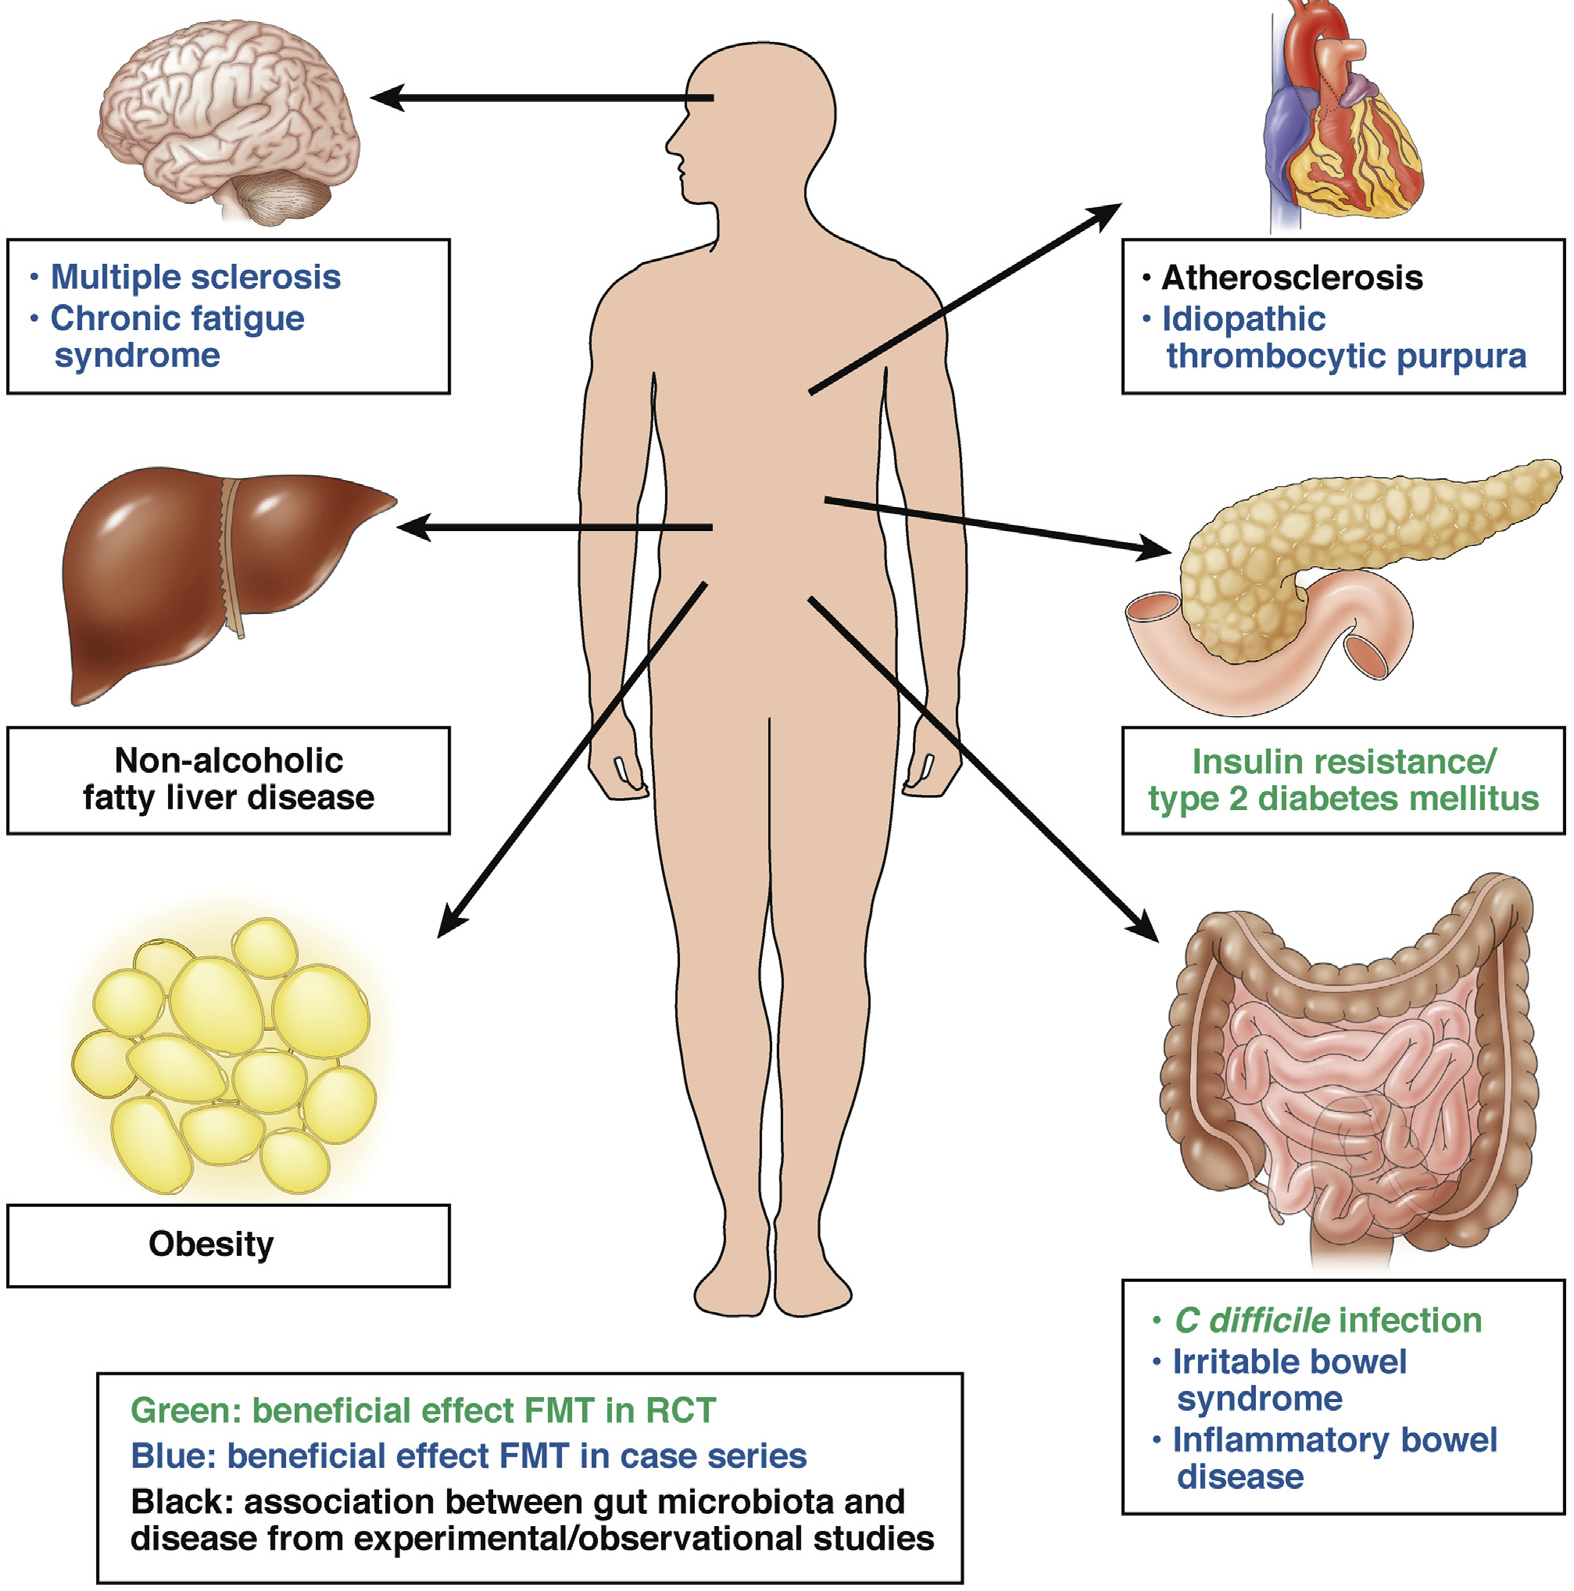 • Multiple sclerosis
• Chronic fatigue
syndrome
• Atherosclerosis
• Idiopathic
thrombocytic purpura
Non-alcoholic
fatty liver disease
Insulin resistance/
type 2 diabetes mellitus
Obesity
• C difficile infection
• Irritable bowel
syndrome
• Inflammatory bowel
disease
Green: beneficial effect FMT in RCT
Blue: beneficial effect FMT in case series
Black: association between gut microbiota and
disease from experimental/observational studies